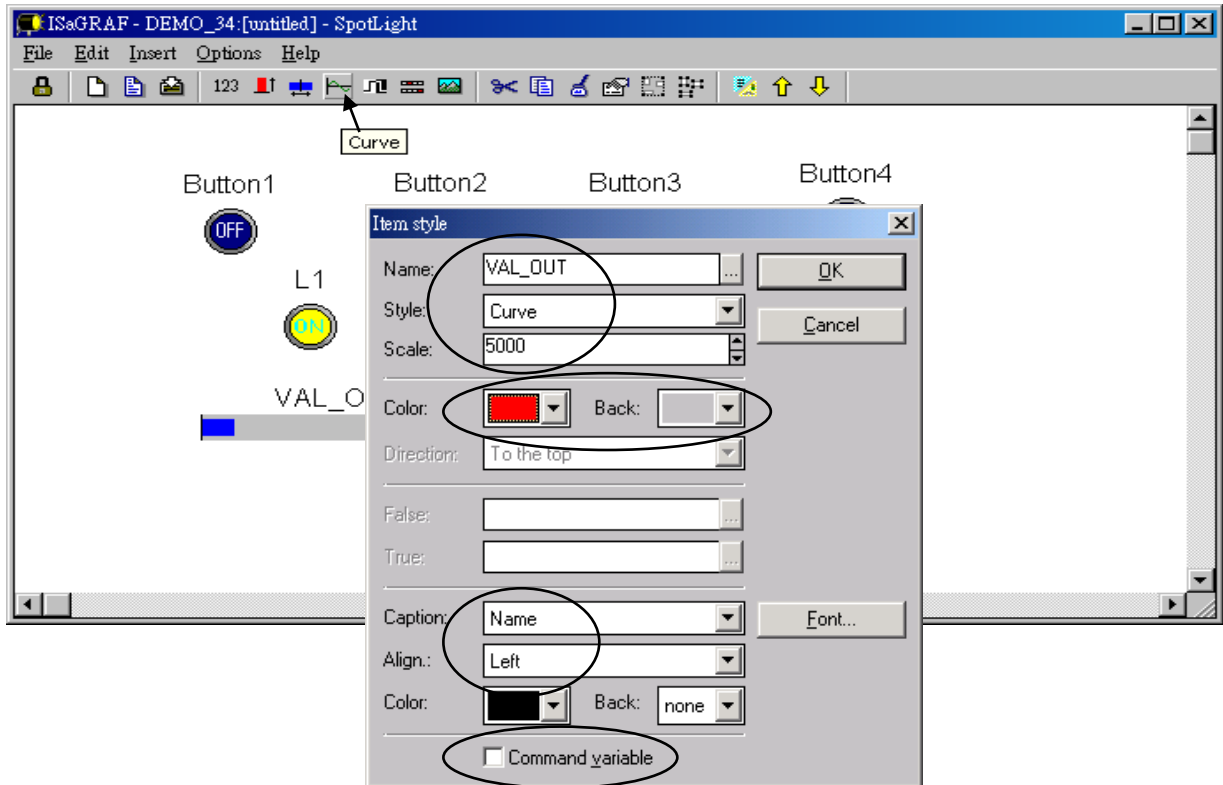 ISaGRAF - DEMO_34:[untitled] - SpotLight
File Edit Insert Options Help
123
Curve
Button1 Button2 Button3 Button4
OFF
L1
ON
VAL_O
Item style
Name: VAL_OUT ... OK
Style: Curve Cancel
Scale: 5000
Color: Back:
Direction: To the top
False: ...
True: ...
Caption: Name Font...
Align.: Left
Color: Back: none
Command variable